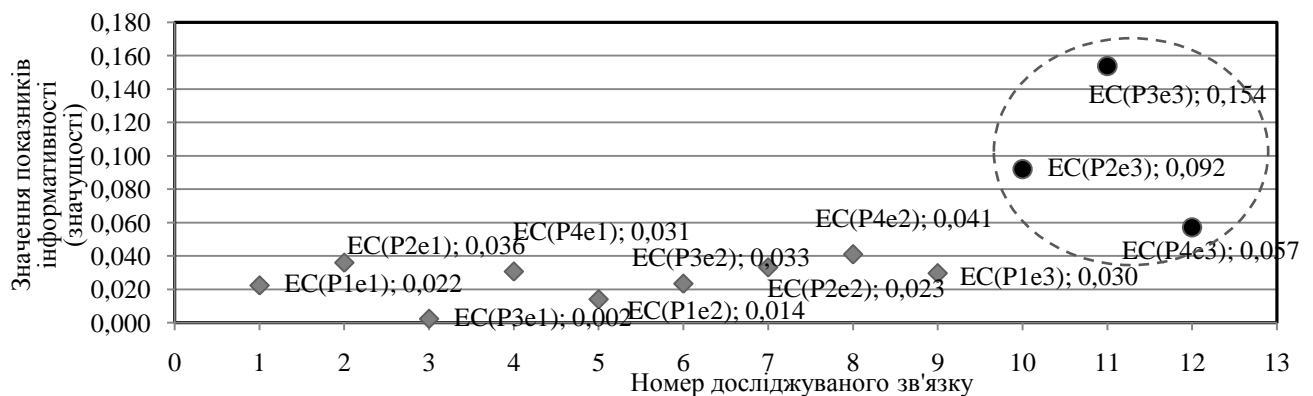 Значення показників
інформативності
(значущості)
0,180
0,160
0,140
0,120
0,100
0,080
0,060
0,040
0,020
0,000
EC(P3e3); 0,154
EC(P2e3); 0,092
EC(P4e2); 0,041
EC(P4e1); 0,031
EC(P2e1); 0,036
EC(P4e3); 0,057
EC(P3e2); 0,033
EC(P1e3); 0,030
EC(P1e1); 0,022
EC(P2e2); 0,023
EC(P1e2); 0,014
EC(P3e1); 0,002
0 1 2 3 4 5 6 7 8 9 10 11 12 13
Номер досліджуваного зв'язку